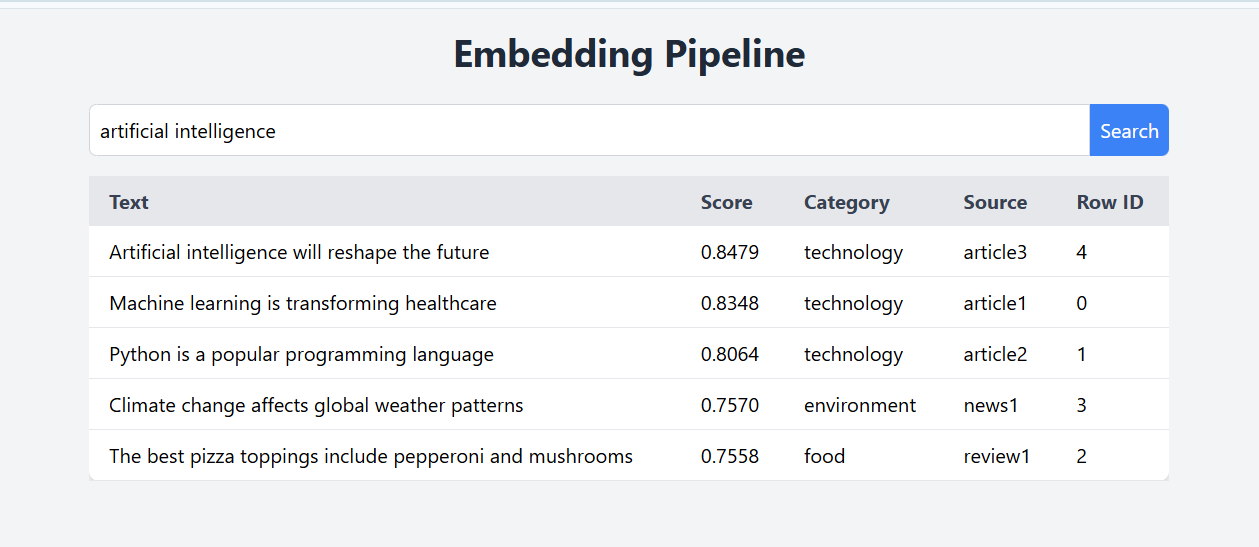 Embedding Pipeline
artificial intelligence Search
Text Score Category Source Row ID
Artificial intelligence will reshape the future 0.8479 technology article3 4
Machine learning is transforming healthcare 0.8348 technology article1 0
Python is a popular programming language 0.8064 technology article2 1
Climate change affects global weather patterns 0.7570 environment news1 3
The best pizza toppings include pepperoni and mushrooms 0.7558 food review1 2